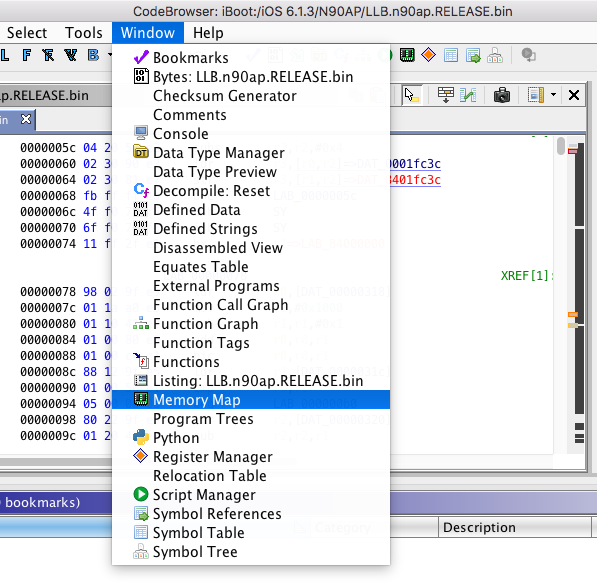 CodeBrowser: iBoot:/iOS 6.1.3/N90AP/LLB.n90ap.RELEASE.bin
Select Tools Window Help
L F V B
ap.RELEASE.bin
in
Bookmarks
Bytes: LLB.n90ap.RELEASE.bin
Checksum Generator
Comments
Console
Data Type Manager
Data Type Preview
Decompile: Reset
Defined Data
Defined Strings
Disassembled View
Equates Table
External Programs
Function Call Graph
Function Graph
Function Tags
Functions
Listing: LLB.n90ap.RELEASE.bin
Memory Map
Program Trees
Python
Register Manager
Relocation Table
Script Manager
Symbol References
Symbol Table
Symbol Tree
0000005c 04 2
00000060 02 3 0001fc3c
00000064 02 3 8401fc3c
00000068 fb f
0000006c 4f f
00000070 6f f
00000074 11 f
XREF[1]:
00000078 98 0
0000007c 01 1
00000080 01 1
00000084 01 0
00000088 01 0
0000008c 88 1
00000090 01 0
00000094 05 0
00000098 80 2
0000009c 01 2
bookmarks)
Category Description